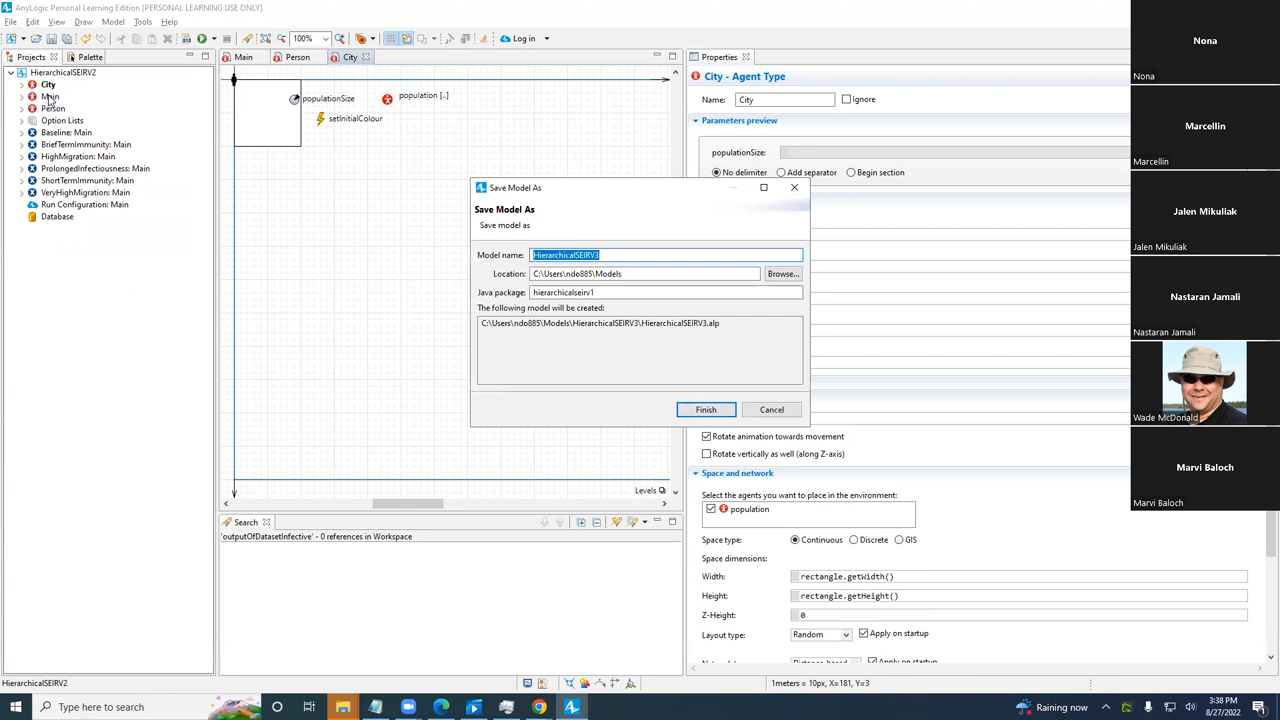 AnyLogic Personal Learning Edition [PERSONAL LEARNING USE ONLY]
File Edit View Draw Model Tools Help
100% Log in
Projects Palette
HierarchicalSEIRV2
City
Main
Person
Option Lists
Baseline: Main
BriefTermImmunity: Main
HighMigration: Main
ProlongedInfectiousness: Main
ShortTermImmunity: Main
VeryHighMigration: Main
Run Configuration: Main
Database
Main Person City
populationSize
population [..]
setInitialColour
Levels
Search
'outputOfDatasetInfective' - 0 references in Workspace
Properties
City - Agent Type
Name: City Ignore
Parameters preview
populationSize:
No delimiter Add separator Begin section
Save Model As
Save Model As
Save model as
Model name: HierarchicalSEIRV3
Location: C:\Users\ndo885\Models Browse...
Java package: hierarchicalseirv1
The following model will be created:
C:\Users\ndo885\Models\HierarchicalSEIRV3\HierarchicalSEIRV3.alp
Finish Cancel
Rotate animation towards movement
Rotate vertically as well (along Z-axis)
Space and network
Select the agents you want to place in the environment:
population
Space type: Continuous Discrete GIS
Space dimensions:
Width: rectangle.getWidth()
Height: rectangle.getHeight()
Z-Height: 0
Layout type: Random Apply on startup
Apply on startup
Nona
Nona
Marcellin
Marcellin
Jalen Mikuliak
Jalen Mikuliak
Nastaran Jamali
Nastaran Jamali
Wade McDonald
Marvi Baloch
Marvi Baloch
HierarchicalSEIRV2
1meters = 10px, X=181, Y=3
Type here to search
Raining now
3:38 PM
8/27/2022